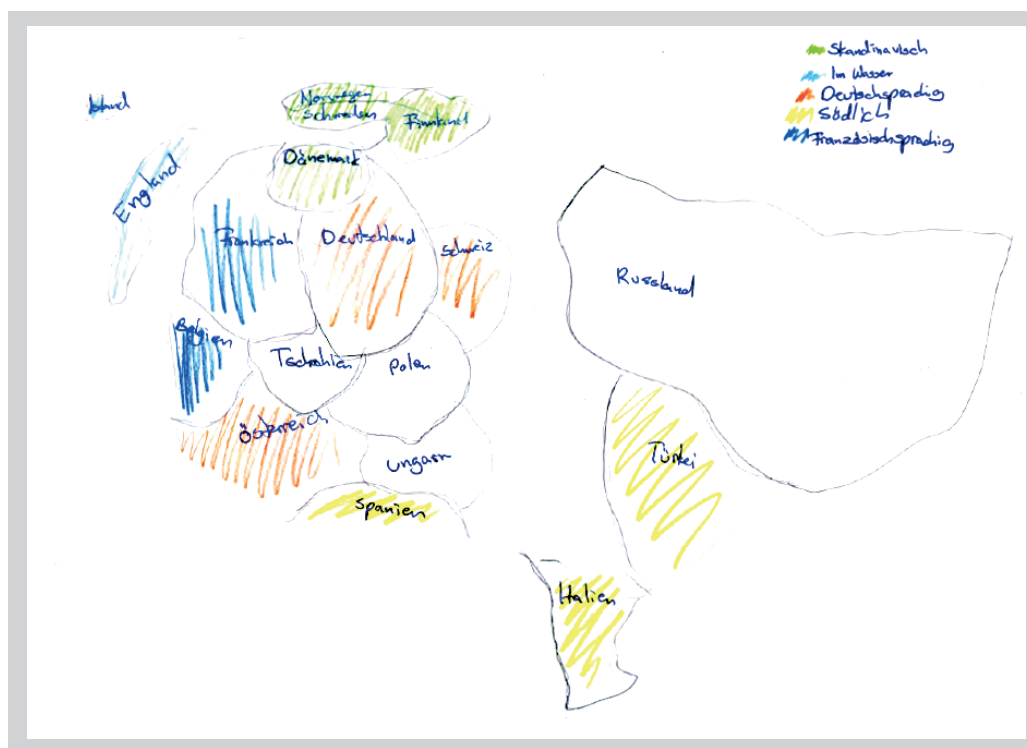 Skandinavisch
Im Wasser
Deutschsprachig
Südlich
Französischsprachig
Island
Norwegen
Schweden
Finnland
Dänemark
England
Frankreich
Deutschland
Schweiz
Russland
Belgien
Tschechien
Polen
Österreich
Ungarn
Türkei
Spanien
Italien